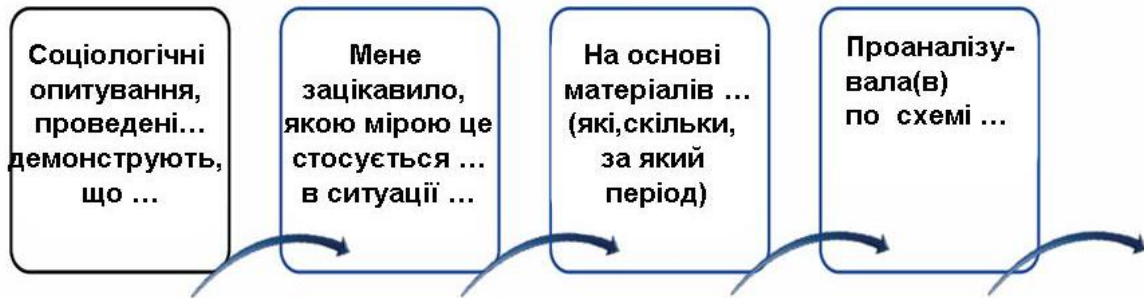 Соціологічні
опитування,
проведені...
демонструють,
що ...
Мене
зацікавило,
якою мірою це
стосується ...
в ситуації ...
На основі
матеріалів ...
(які,скільки,
за який
період)
Проаналізу-
вала(в)
по схемі ...